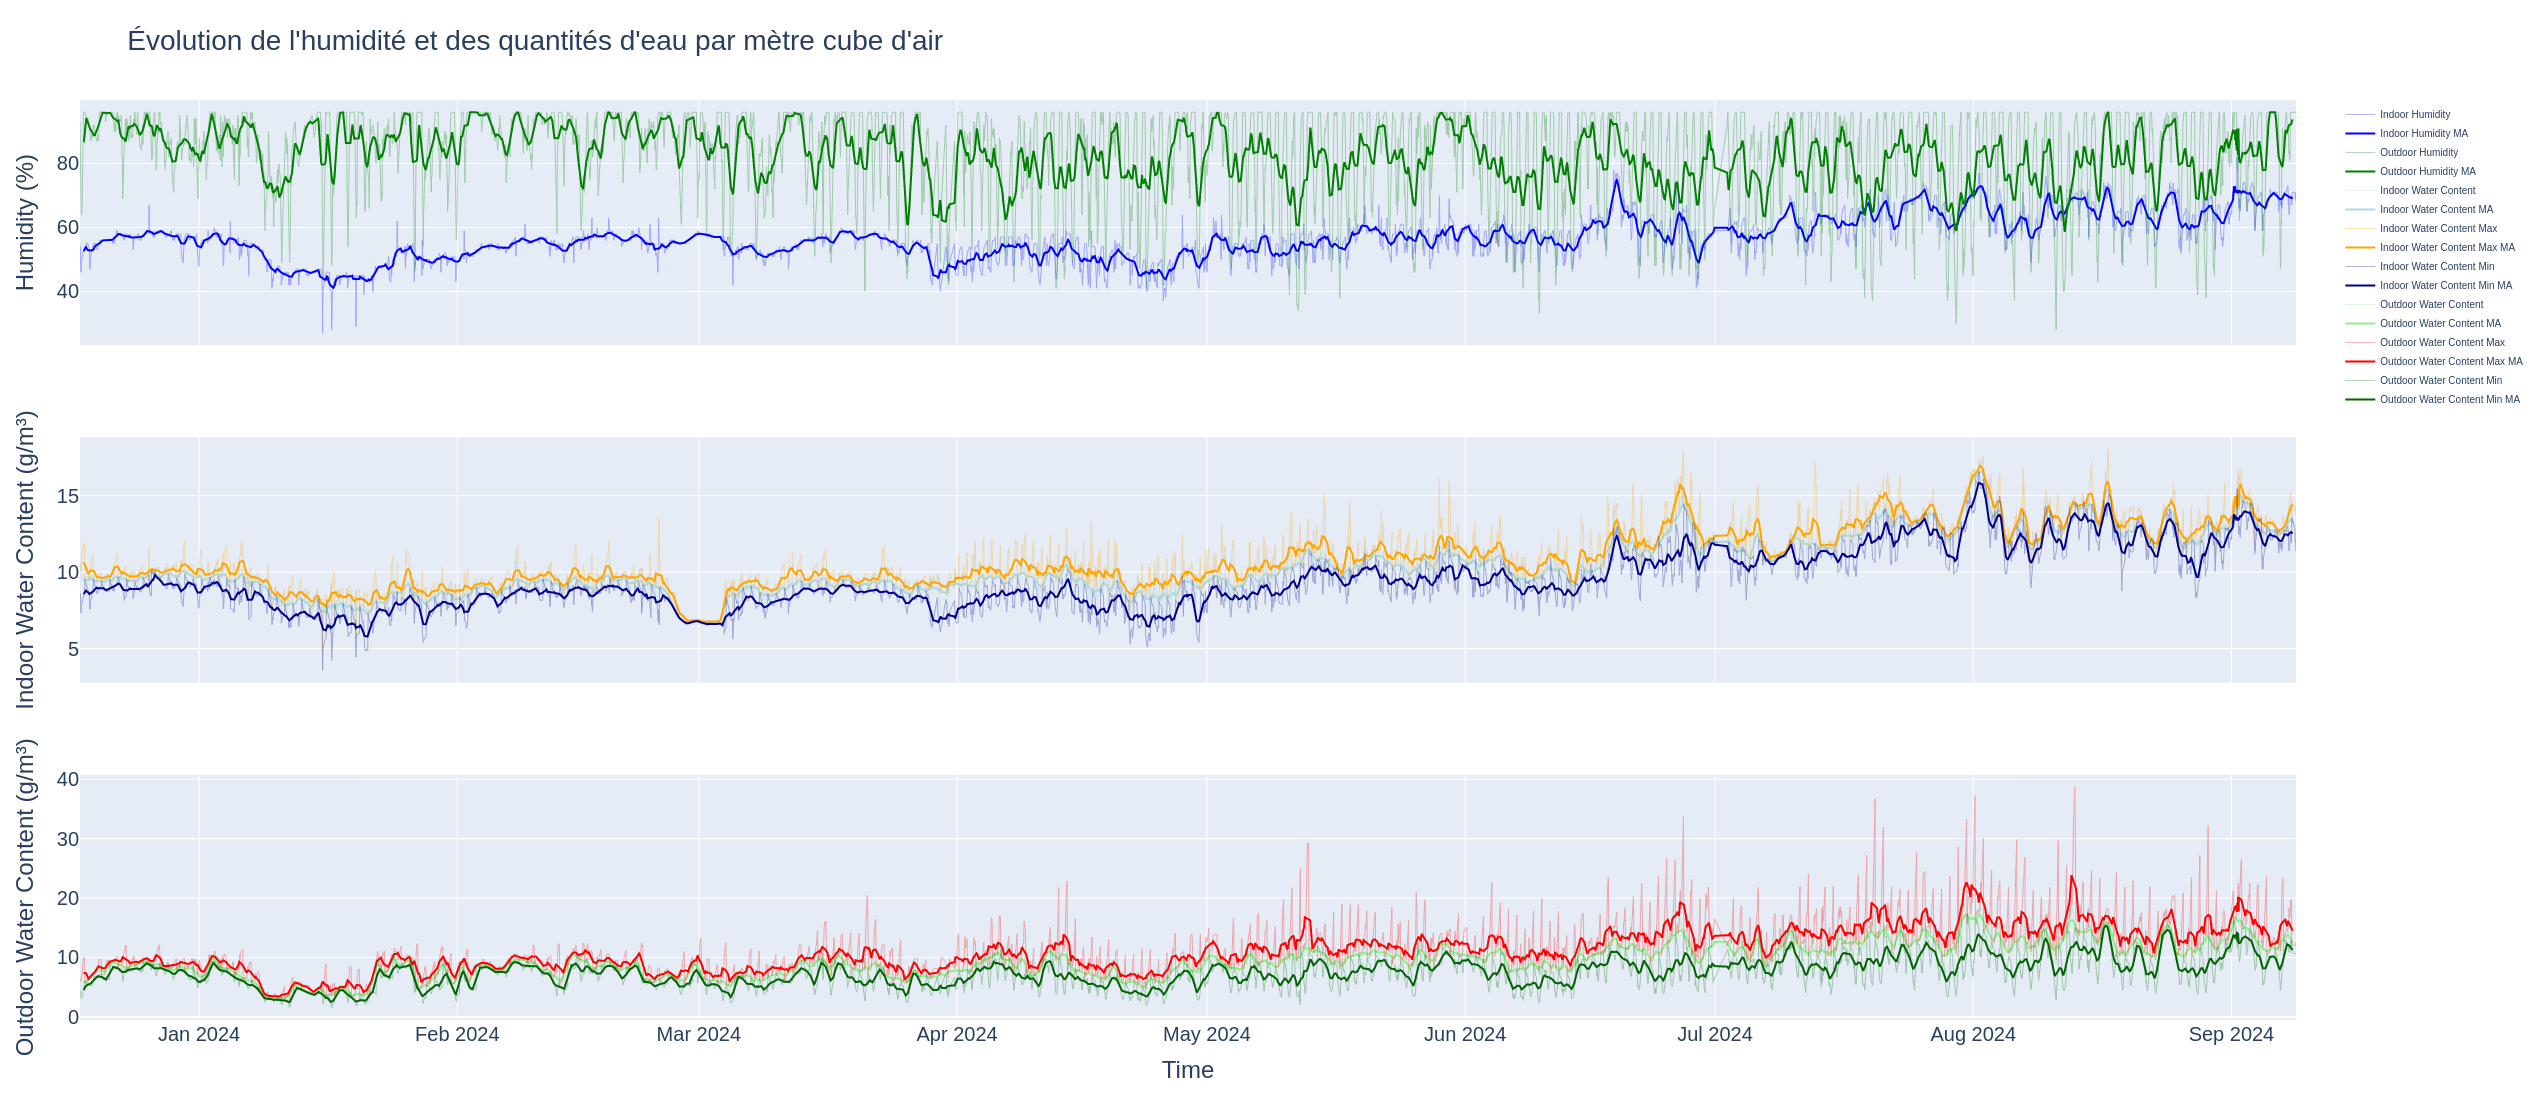 Évolution de l'humidité et des quantités d'eau par mètre cube d'air
Humidity (%)
80
60
40
Indoor Water Content (g/m³)
15
10
5
Outdoor Water Content (g/m³)
40
30
20
10
0
Jan 2024
Feb 2024
Mar 2024
Apr 2024
May 2024
Jun 2024
Jul 2024
Aug 2024
Sep 2024
Time
Indoor Humidity
Indoor Humidity MA
Outdoor Humidity
Outdoor Humidity MA
Indoor Water Content
Indoor Water Content MA
Indoor Water Content Max
Indoor Water Content Max MA
Indoor Water Content Min
Indoor Water Content Min MA
Outdoor Water Content
Outdoor Water Content MA
Outdoor Water Content Max
Outdoor Water Content Max MA
Outdoor Water Content Min
Outdoor Water Content Min MA